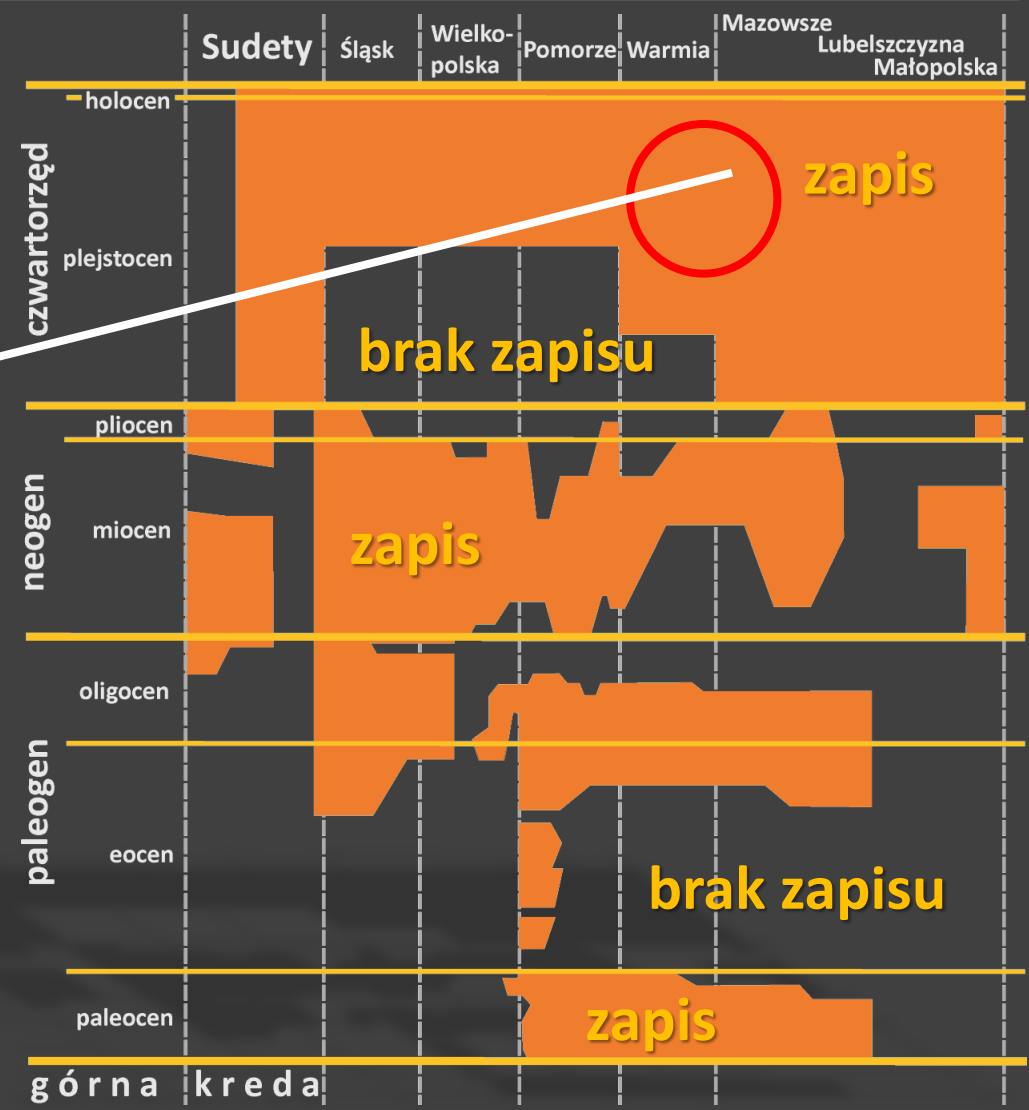 Sudety
Śląsk
Wielko-
polska
Pomorze
Warmia
Mazowsze
Lubelszczyzna
Małopolska
holocen
czwartorzęd
zapis
plejstocen
brak zapisu
pliocen
neogen
miocen
zapis
oligocen
paleogen
eocen
brak zapisu
paleocen
zapis
górna kreda